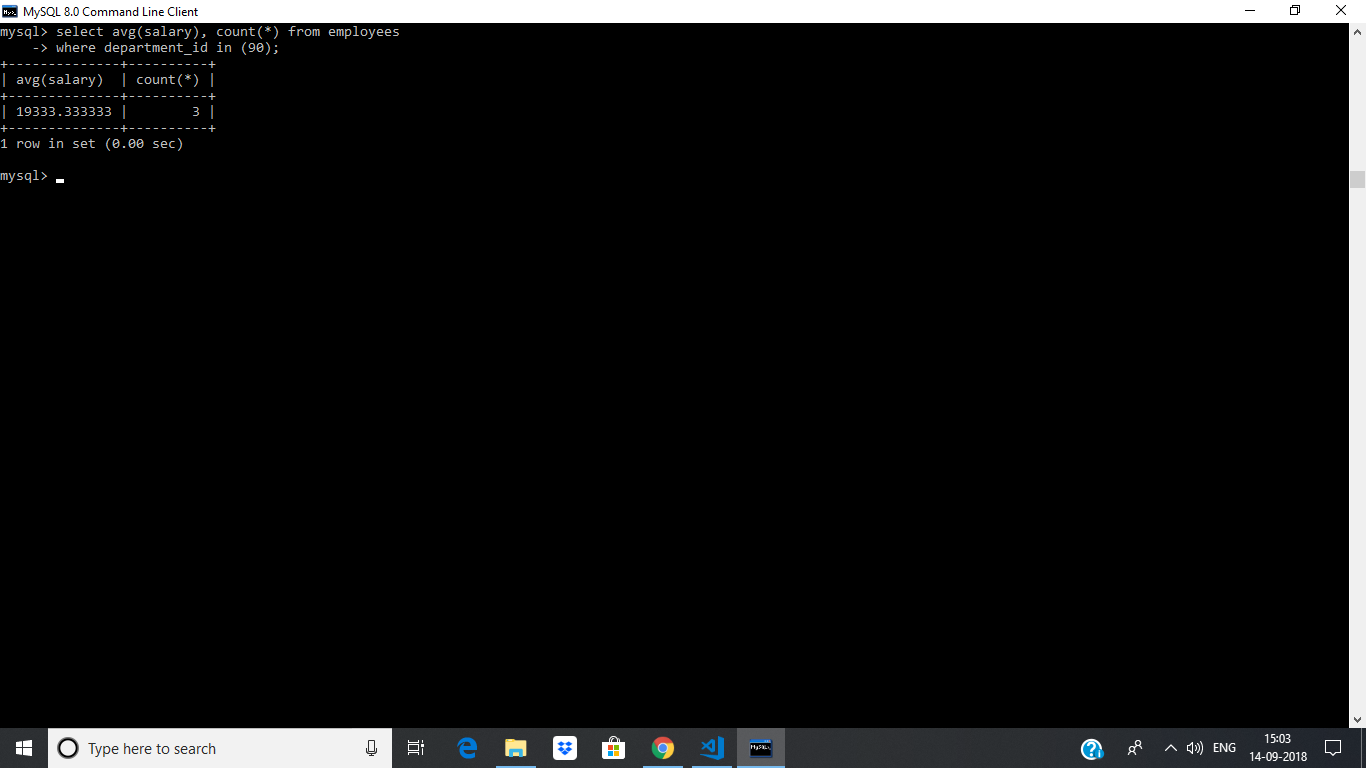 MySQL 8.0 Command Line Client
mysql> select avg(salary), count(*) from employees
    -> where department_id in (90);
+--------------+----------+
| avg(salary)  | count(*) |
+--------------+----------+
| 19333.333333 |        3 |
+--------------+----------+
1 row in set (0.00 sec)
mysql>
Type here to search
ENG
15:03
14-09-2018